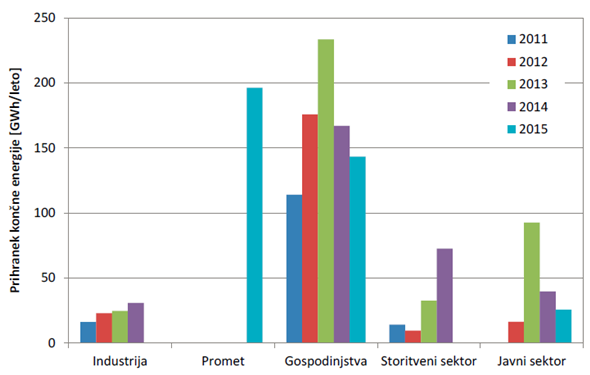 Prihranek končne energije [GWh/leto]
250
200
150
100
50
0
2011
2012
2013
2014
2015
Industrija
Promet
Gospodinjstva
Storitveni sektor
Javni sektor